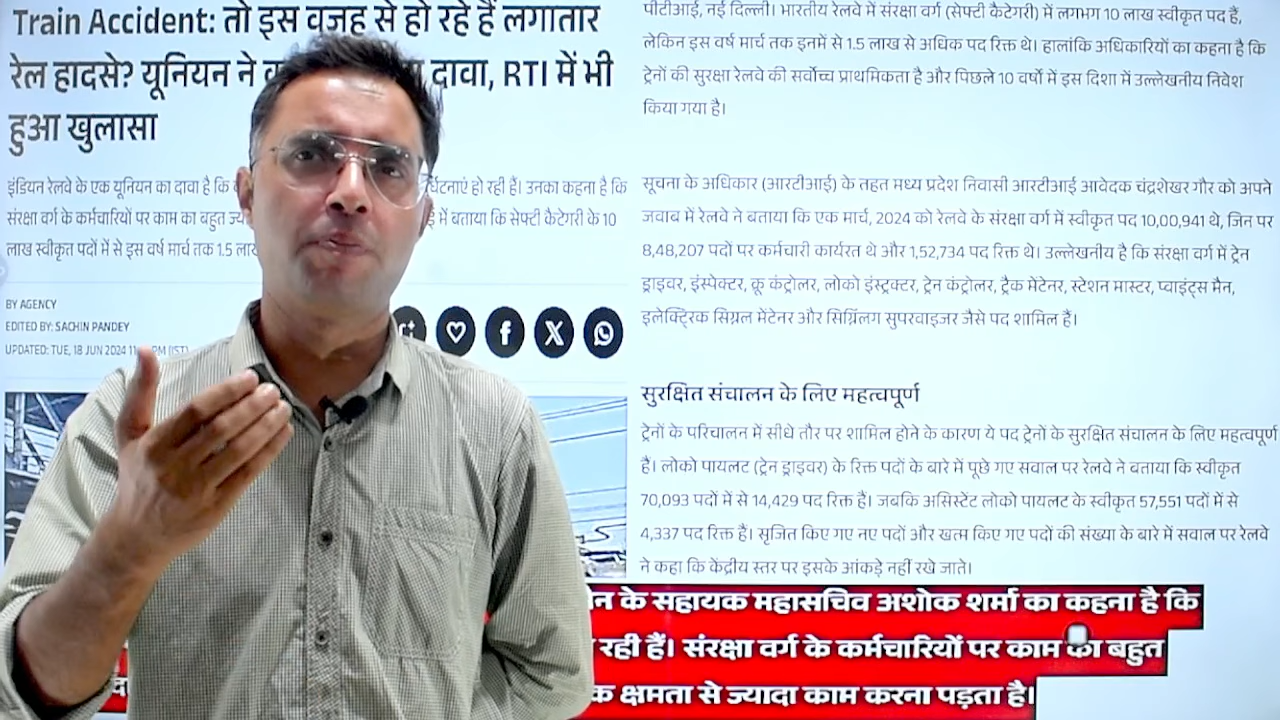 Train Accident: तो इस वजह से हो रहे हैं लगातार
रेल हादसे? यूनियन ने दावा, RTI में भी
हुआ खुलासा
इंडियन रेलवे के एक यूनियन का दावा है कि हो रही हैं। उनका कहना है कि
संरक्षा वर्ग के कर्मचारियों पर काम का बहुत में बताया कि सेफ्टी कैटेगरी के 10
लाख स्वीकृत पदों में से इस वर्ष मार्च तक 1.5
BY AGENCY
EDITED BY: SACHIN PANDEY
UPDATED: TUE, 18 JUN 2024
पीटीआई, नई दिल्ली। भारतीय रेलवे में संरक्षा वर्ग (सेफ्टी कैटेगरी) में लगभग 10 लाख स्वीकृत पद हैं,
लेकिन इस वर्ष मार्च तक इनमें से 1.5 लाख से अधिक पद रिक्त थे। हालांकि अधिकारियों का कहना है कि
ट्रेनों की सुरक्षा रेलवे की सर्वोच्च प्राथमिकता है और पिछले 10 वर्षों में इस दिशा में उल्लेखनीय निवेश
किया गया है।
सूचना के अधिकार (आरटीआई) के तहत मध्य प्रदेश निवासी आरटीआई आवेदक चंद्रशेखर गौर को अपने
जवाब में रेलवे ने बताया कि एक मार्च, 2024 को रेलवे के संरक्षा वर्ग में स्वीकृत पद 10,00,941 थे, जिन पर
8,48,207 पदों पर कर्मचारी कार्यरत थे और 1,52,734 पद रिक्त थे। उल्लेखनीय है कि संरक्षा वर्ग में ट्रेन
ड्राइवर, इंस्पेक्टर, क्रू कंट्रोलर, लोको इंस्ट्रक्टर, ट्रेन कंट्रोलर, ट्रैक मेंटेनर, स्टेशन मास्टर, प्वाइंट्स मैन,
इलेक्ट्रिक सिग्नल मेंटेनर और सिग्नलिंग सुपरवाइजर जैसे पद शामिल हैं।
सुरक्षित संचालन के लिए महत्वपूर्ण
ट्रेनों के परिचालन में सीधे तौर पर शामिल होने के कारण ये पद ट्रेनों के सुरक्षित संचालन के लिए महत्वपूर्ण
हैं। लोको पायलट (ट्रेन ड्राइवर) के रिक्त पदों के बारे में पूछे गए सवाल पर रेलवे ने बताया कि स्वीकृत
70,093 पदों में से 14,429 पद रिक्त हैं। जबकि असिस्टेंट लोको पायलट के स्वीकृत 57,551 पदों में से
4,337 पद रिक्त हैं। सृजित किए गए नए पदों और खत्म किए गए पदों की संख्या के बारे में सवाल पर रेलवे
ने कहा कि केंद्रीय स्तर पर इसके आंकड़े नहीं रखे जाते।
के सहायक महासचिव अशोक शर्मा का कहना है कि
रही हैं। संरक्षा वर्ग के कर्मचारियों पर काम का बहुत
क्षमता से ज्यादा काम करना पड़ता है।